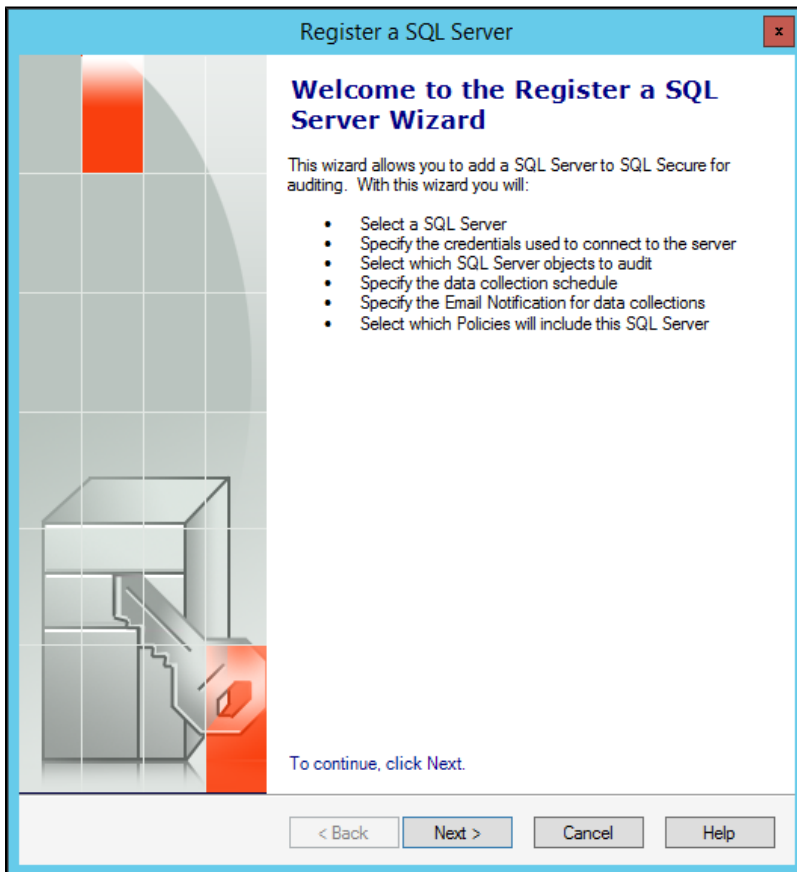 Register a SQL Server
x
Welcome to the Register a SQL
Server Wizard
This wizard allows you to add a SQL Server to SQL Secure for
auditing. With this wizard you will:
• Select a SQL Server
• Specify the credentials used to connect to the server
• Select which SQL Server objects to audit
• Specify the data collection schedule
• Specify the Email Notification for data collections
• Select which Policies will include this SQL Server
To continue, click Next.
< Back Next > Cancel Help